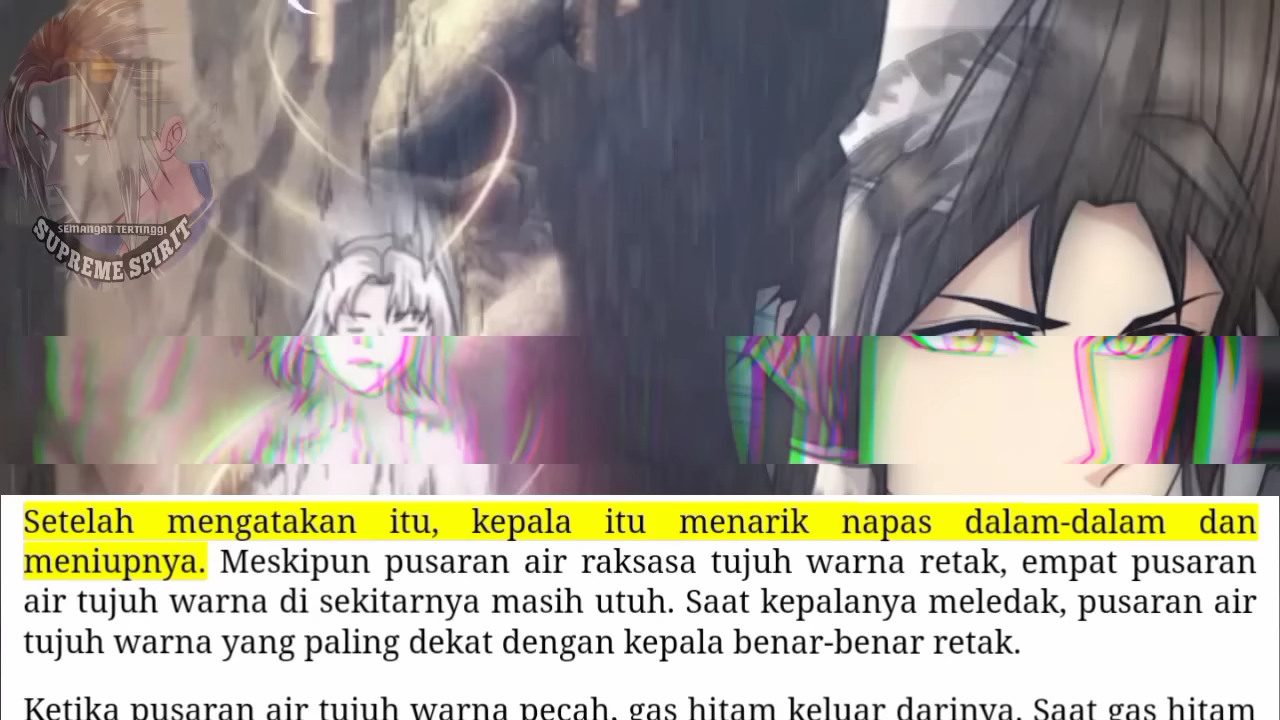 SEMANGAT TERTINGGI
SUPREME SPIRIT
Setelah mengatakan itu, kepala itu menarik napas dalam-dalam dan
meniupnya. Meskipun pusaran air raksasa tujuh warna retak, empat pusaran
air tujuh warna di sekitarnya masih utuh. Saat kepalanya meledak, pusaran air
tujuh warna yang paling dekat dengan kepala benar-benar retak.
Ketika pusaran air tujuh warna pecah, gas hitam keluar darinya. Saat gas hitam